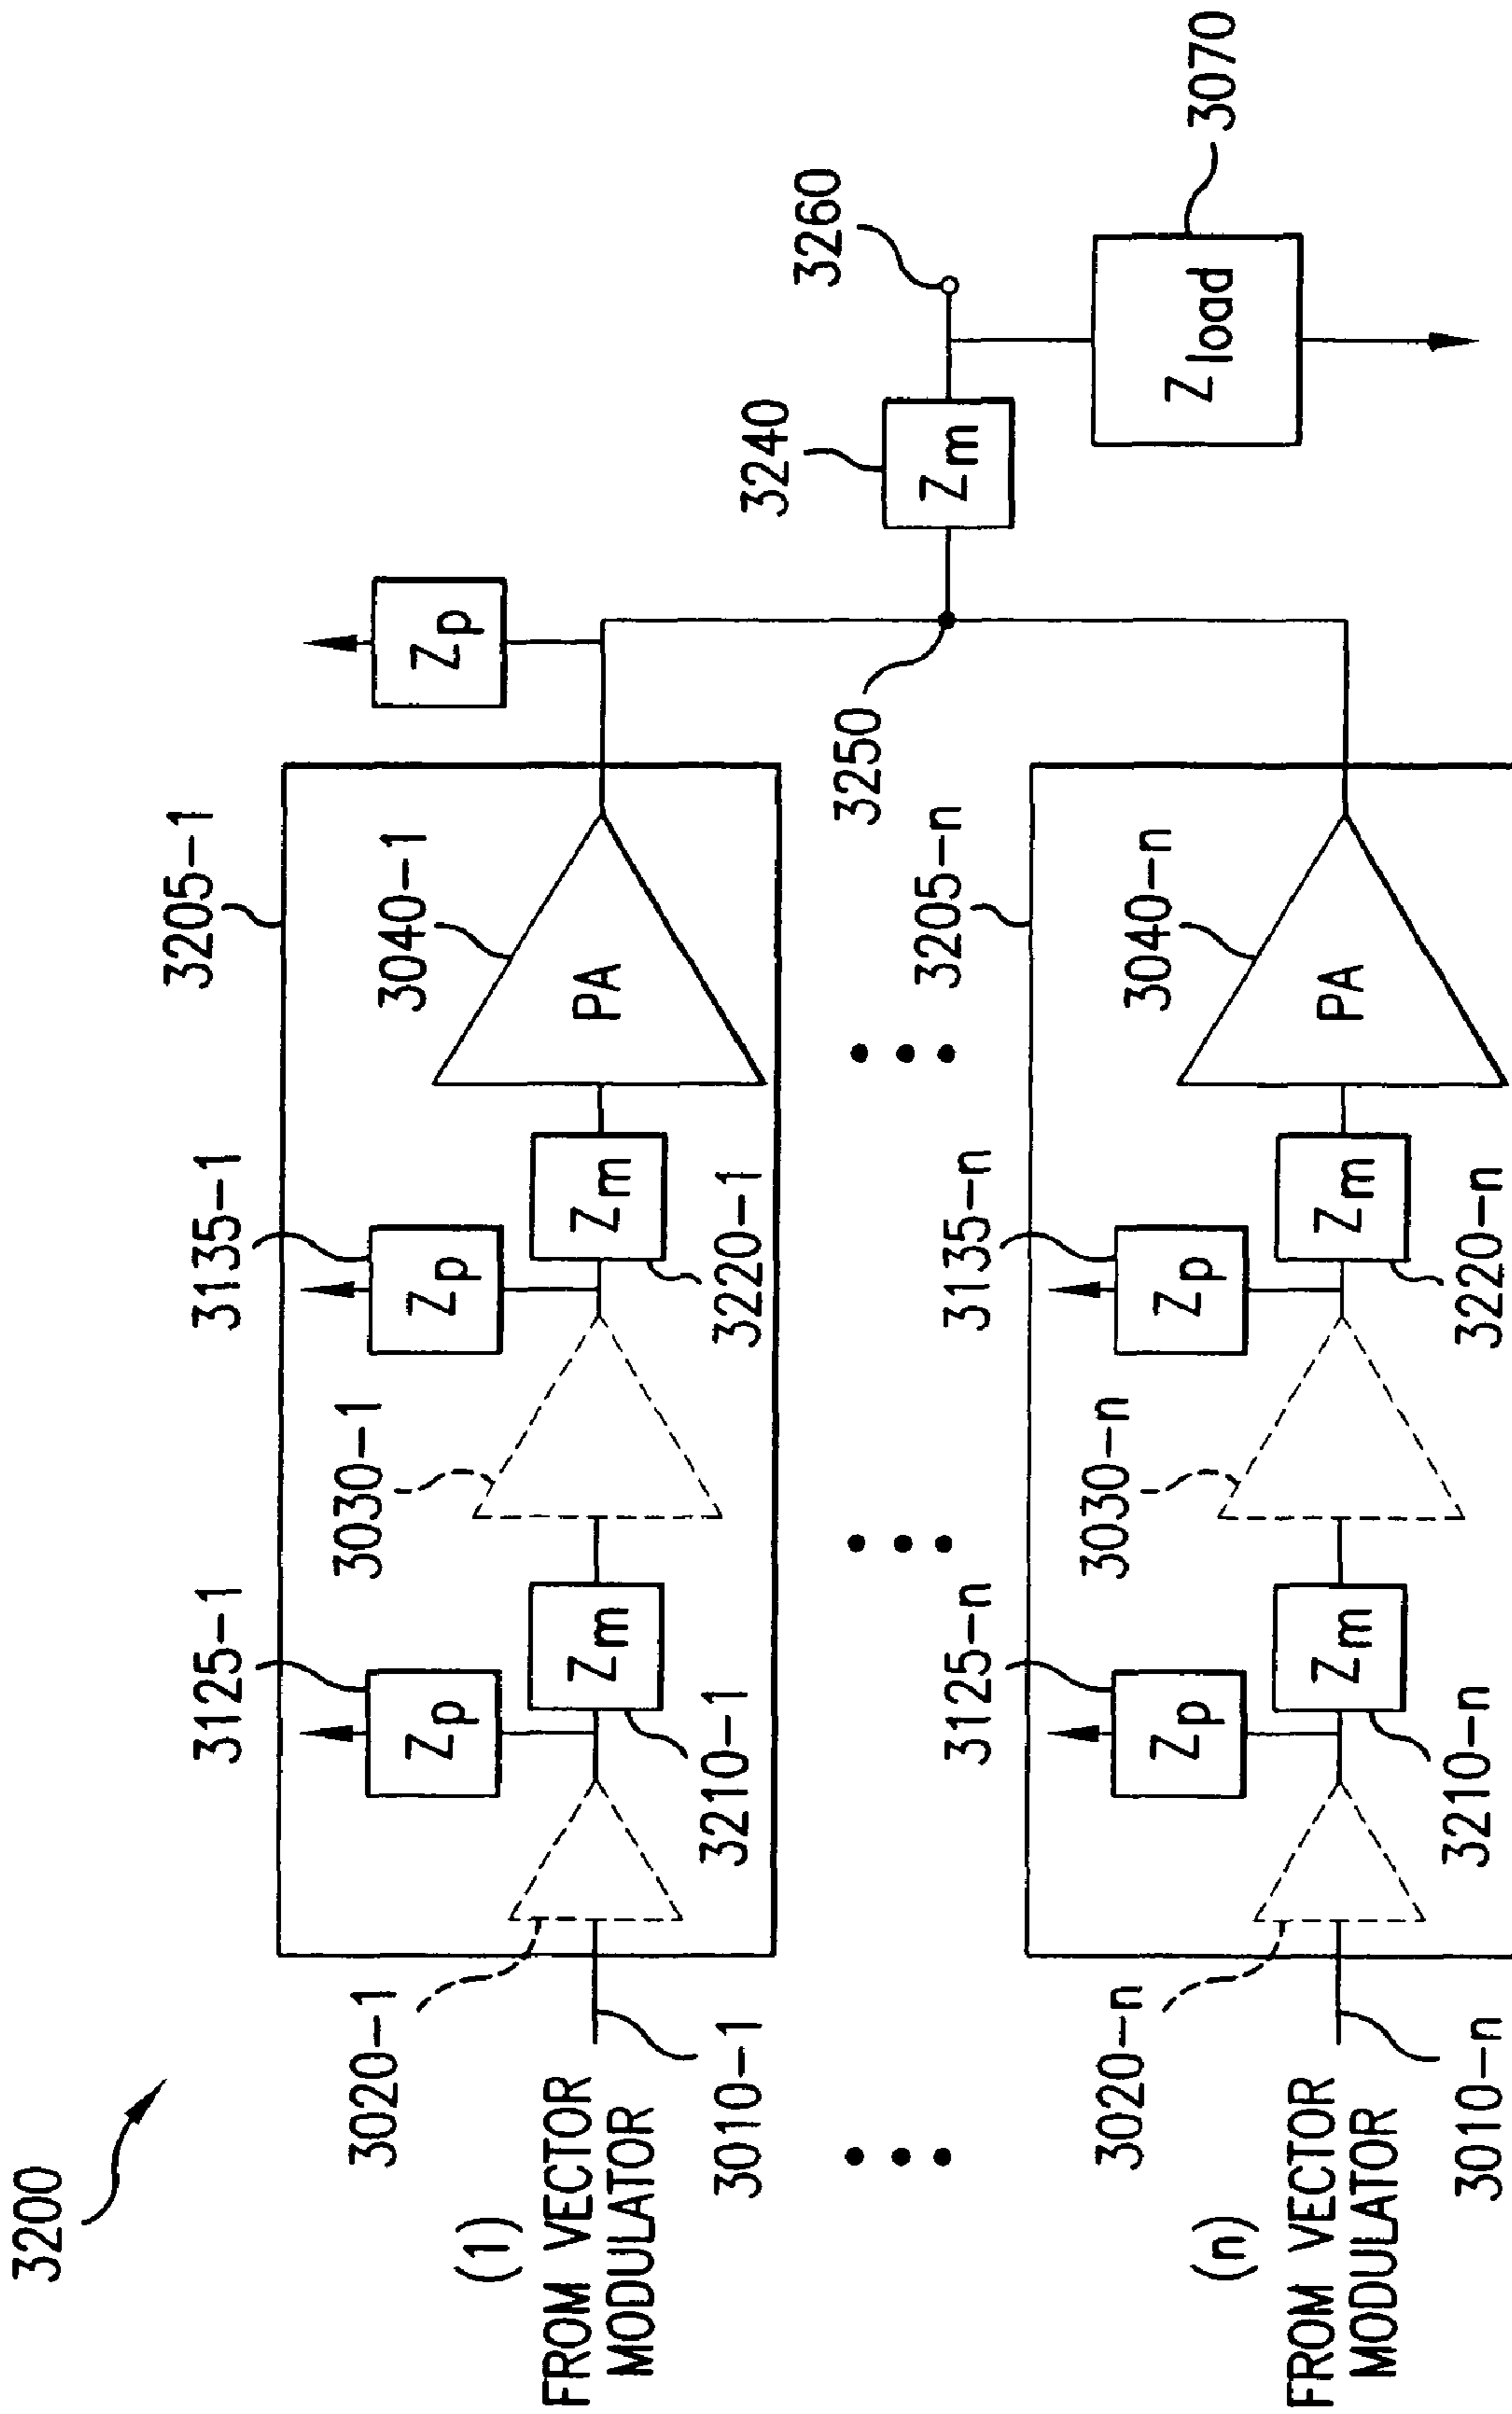 3200
3205-1
3125-1
3135-1
3020-1
3030-1
3040-1
Zp
Zp
Zp
(1)
FROM VECTOR
MODULATOR
Zm
Zm
PA
3010-1
3210-1
3220-1
3240
3260
3250
Zm
3070
Zload
3205-n
3125-n
3135-n
3020-n
3030-n
3040-n
Zp
Zp
(n)
FROM VECTOR
MODULATOR
Zm
Zm
PA
3010-n
3210-n
3220-n